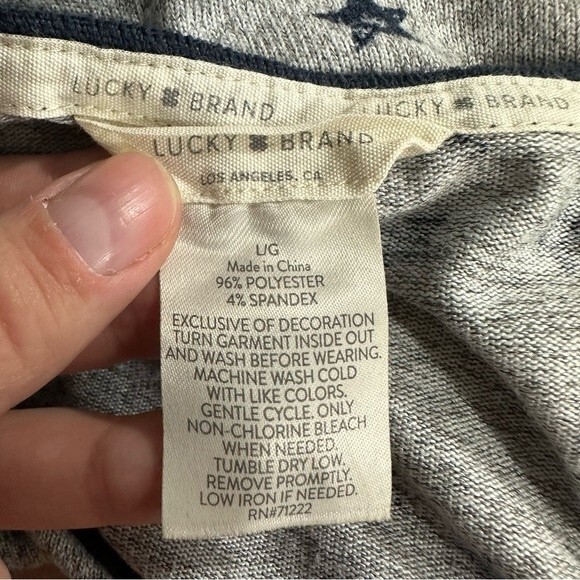 LUCKY BRAND
LUCKY BRAND
LUCKY BRAND
LOS ANGELES, CA
L/G
Made in China
96% POLYESTER
4% SPANDEX
EXCLUSIVE OF DECORATION
TURN GARMENT INSIDE OUT
AND WASH BEFORE WEARING.
MACHINE WASH COLD
WITH LIKE COLORS.
GENTLE CYCLE. ONLY
NON-CHLORINE BLEACH
WHEN NEEDED.
TUMBLE DRY LOW.
REMOVE PROMPTLY.
LOW IRON IF NEEDED.
RN#71222